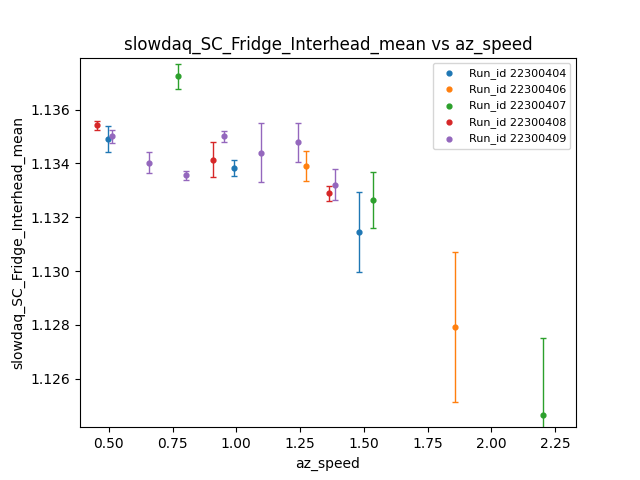 slowdaq_SC_Fridge_Interhead_mean vs az_speed
Run_id 22300404
Run_id 22300406
Run_id 22300407
Run_id 22300408
Run_id 22300409
slowdaq_SC_Fridge_Interhead_mean
1.136
1.134
1.132
1.130
1.128
1.126
0.50 0.75 1.00 1.25 1.50 1.75 2.00 2.25
az_speed